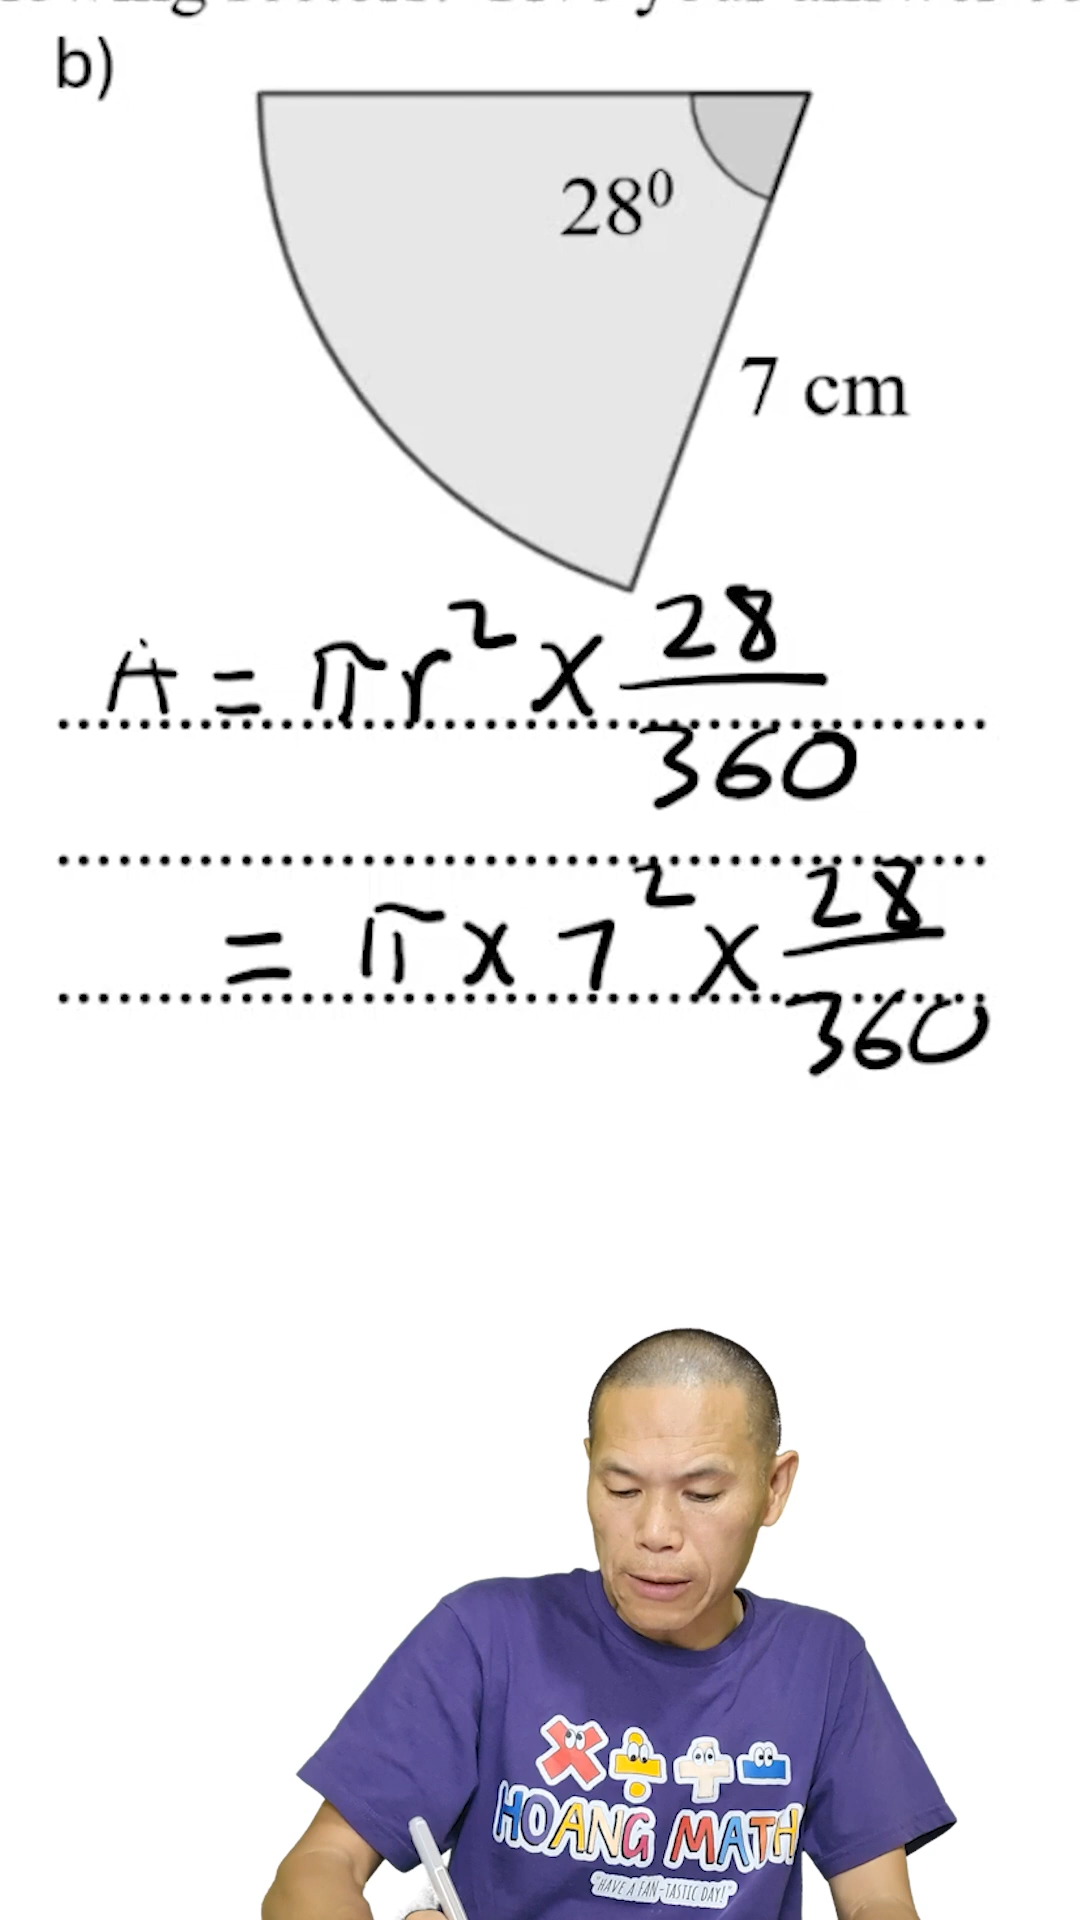 b)
28⁰
7 cm
A = πr² × 28/360
= π × 7² × 28/360
HOANG MATH
"HAVE A FAN-TASTIC DAY!"